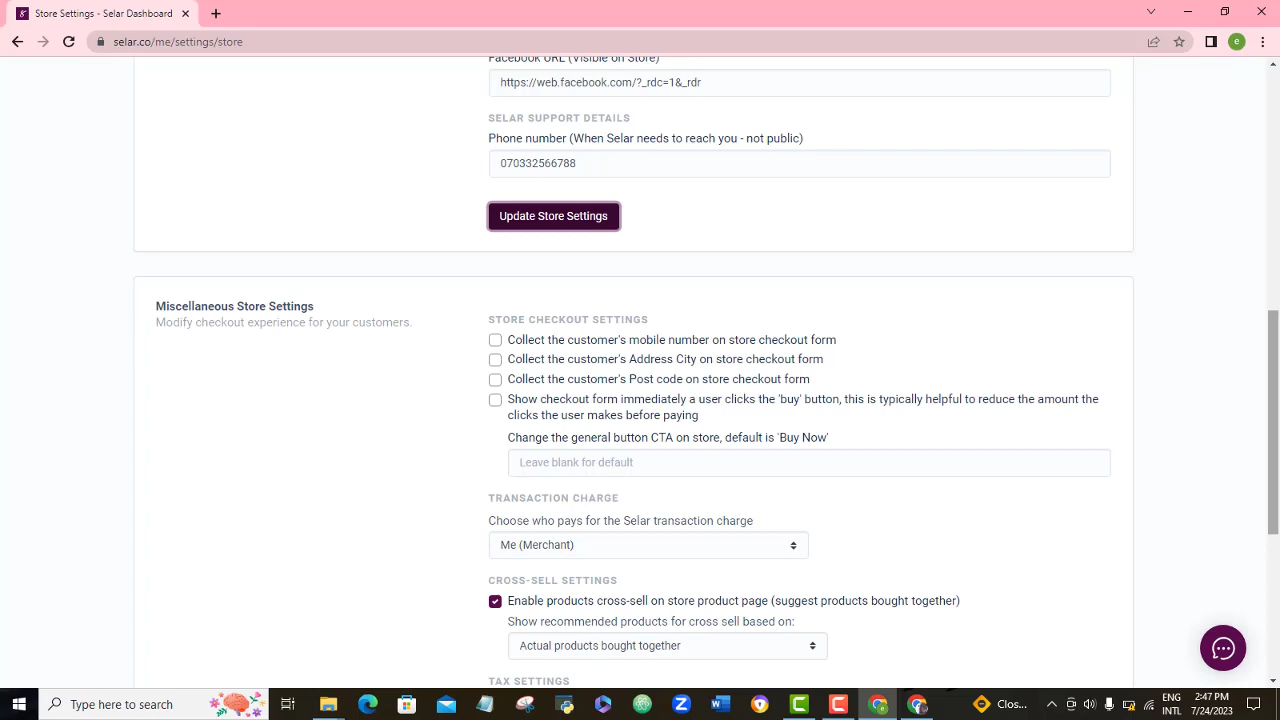 Store Settings - Selar Dashboard
selar.co/me/settings/store
e
Facebook URL (Visible on Store)
https://web.facebook.com/?_rdc=1&_rdr
SELAR SUPPORT DETAILS
Phone number (When Selar needs to reach you - not public)
070332566788
Update Store Settings
Miscellaneous Store Settings
Modify checkout experience for your customers.
STORE CHECKOUT SETTINGS
Collect the customer's mobile number on store checkout form
Collect the customer's Address City on store checkout form
Collect the customer's Post code on store checkout form
Show checkout form immediately a user clicks the 'buy' button, this is typically helpful to reduce the amount the
clicks the user makes before paying
Change the general button CTA on store, default is 'Buy Now'
Leave blank for default
TRANSACTION CHARGE
Choose who pays for the Selar transaction charge
Me (Merchant)
CROSS-SELL SETTINGS
Enable products cross-sell on store product page (suggest products bought together)
Show recommended products for cross sell based on:
Actual products bought together
TAX SETTINGS
Type here to search
Clos...
ENG
INTL
2:47 PM
7/24/2023